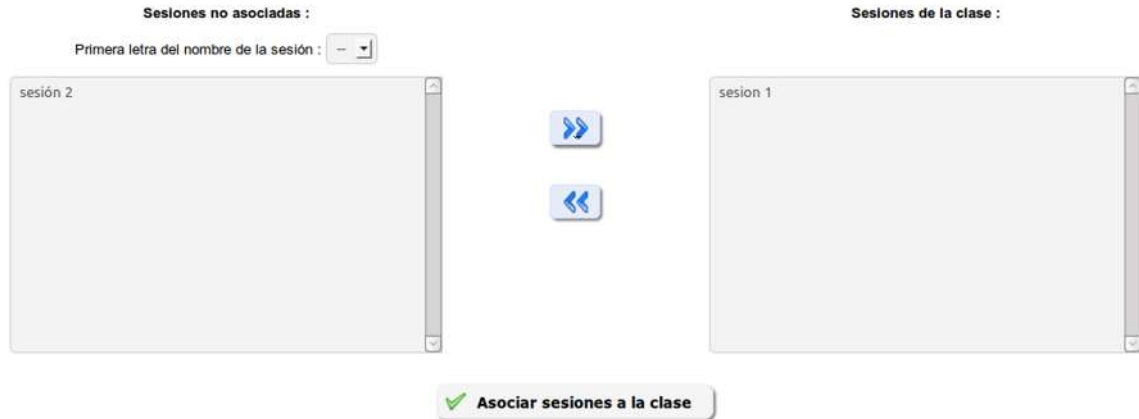 Sesiones no asociadas :
Sesiones de la clase :
Primera letra del nombre de la sesión : --
sesión 2
sesion 1
Asociar sesiones a la clase